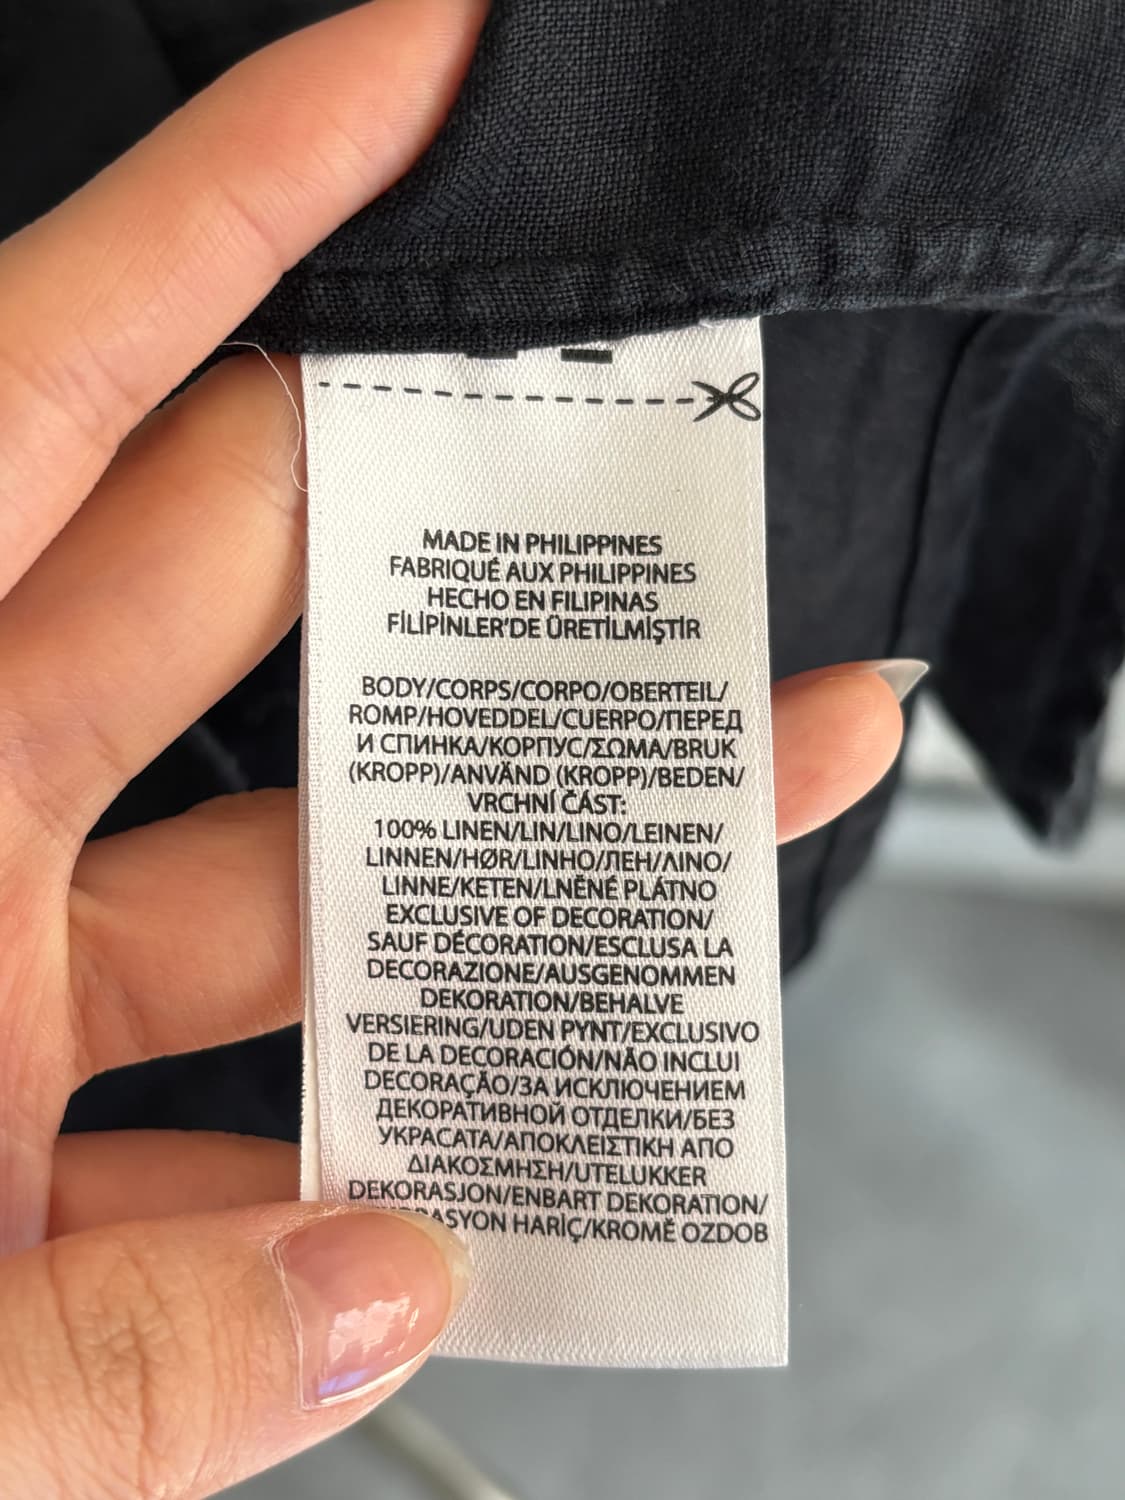 MADE IN PHILIPPINES
FABRIQUÉ AUX PHILIPPINES
HECHO EN FILIPINAS
FİLİPİNLER'DE ÜRETİLMİŞTİR
BODY/CORPS/CORPO/OBERTEIL/
ROMP/HOVEDDEL/CUERPO/ПЕРЕД
И СПИНКА/КОРПУС/ΣΩΜΑ/BRUK
(KROPP)/ANVÄND (KROPP)/BEDEN/
VRCHNÍ ČÁST:
100% LINEN/LIN/LINO/LEINEN/
LINNEN/HØR/LINHO/ЛЕН/ΛΙΝΟ/
LINNE/KETEN/LNĚNÉ PLÁTNO
EXCLUSIVE OF DECORATION/
SAUF DÉCORATION/ESCLUSA LA
DECORAZIONE/AUSGENOMMEN
DEKORATION/BEHALVE
VERSIERING/UDEN PYNT/EXCLUSIVO
DE LA DECORACIÓN/NÃO INCLUI
DECORAÇÃO/ЗА ИСКЛЮЧЕНИЕМ
ДЕКОРАТИВНОЙ ОТДЕЛКИ/БЕЗ
УКРАСАТА/ΑΠΟΚΛΕΙΣΤΙΚΗ ΑΠΟ
ΔΙΑΚΟΣΜΗΣΗ/UTELUKKER
DEKORASJON/ENBART DEKORATION/
HARİÇ/KROMĚ OZDOB